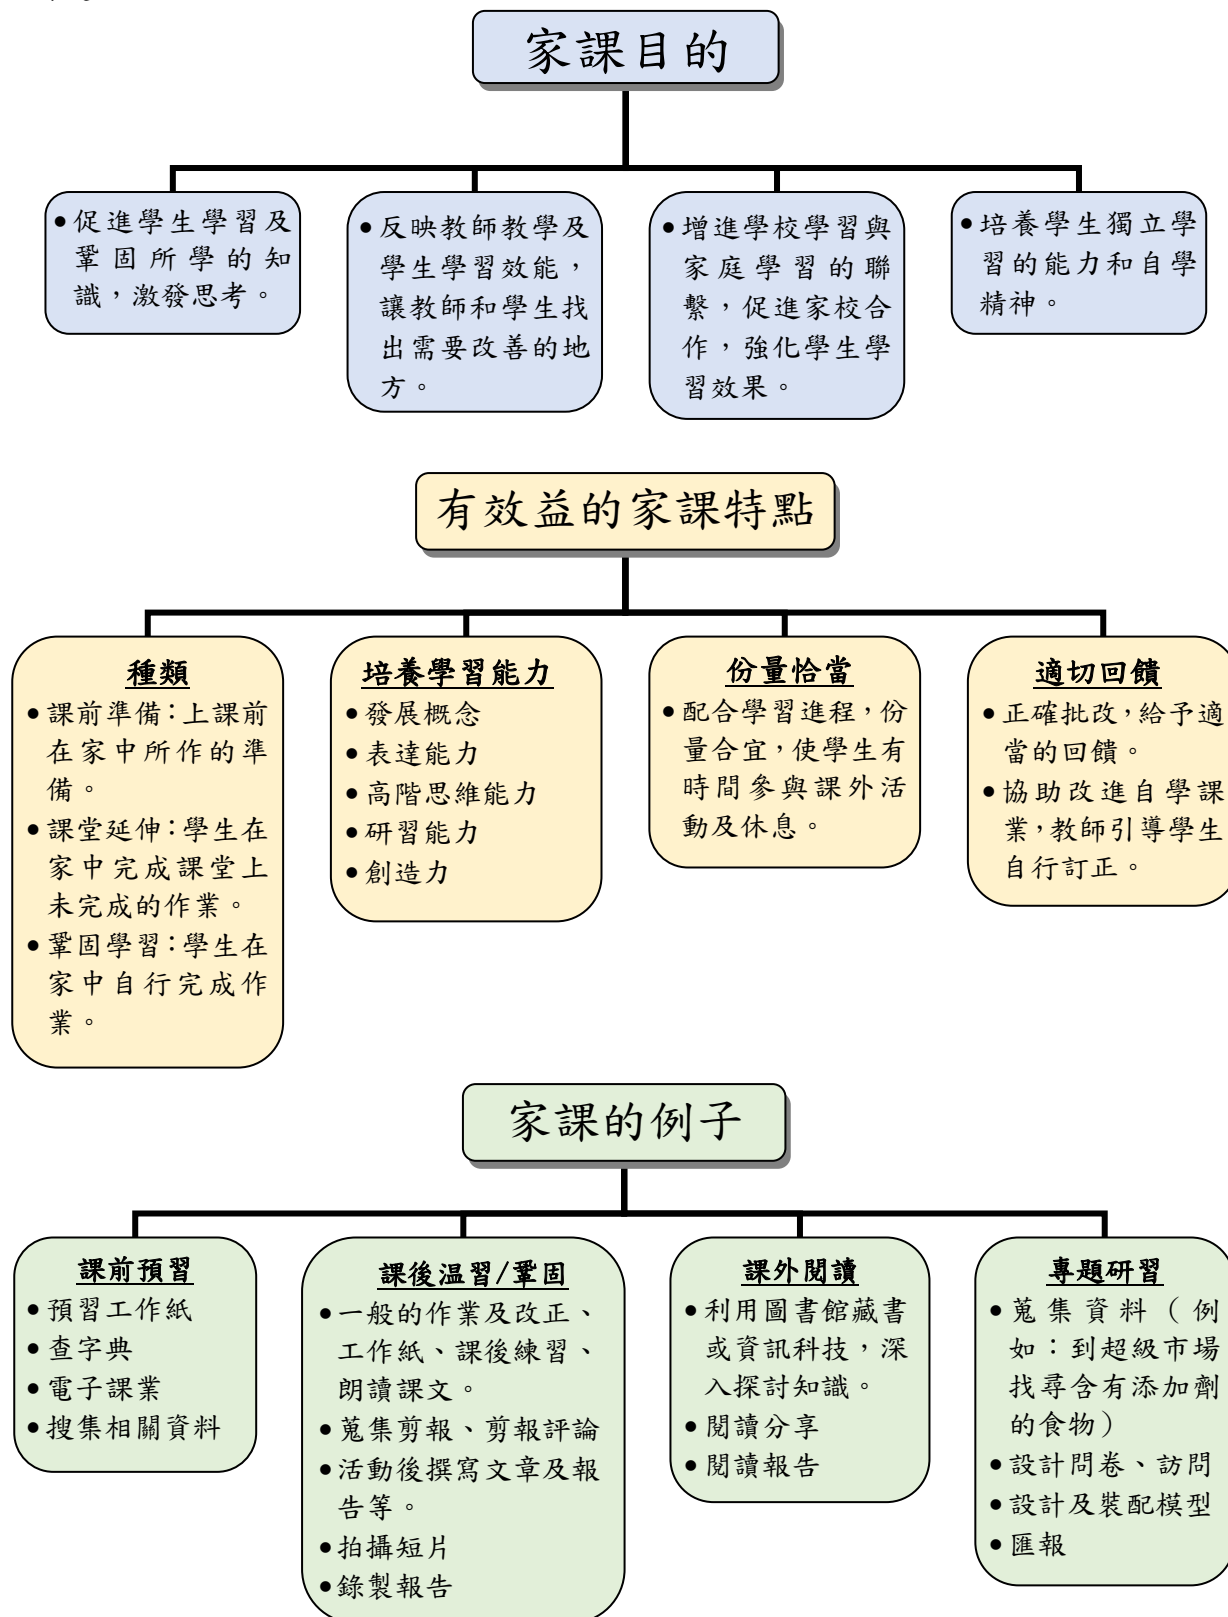 家課目的
•促進學生學習及
鞏固所學的知
識，激發思考。
•反映教師教學及
學生學習效能，
讓教師和學生找
出需要改善的地
方。
•增進學校學習與
家庭學習的聯
繫，促進家校合
作，強化學生學
習效果。
•培養學生獨立學
習的能力和自學
精神。
有效益的家課特點
種類
•課前準備：上課前
在家中所作的準
備。
•課堂延伸：學生在
家中完成課堂上
未完成的作業。
•鞏固學習：學生在
家中自行完成作
業。
培養學習能力
•發展概念
•表達能力
•高階思維能力
•研習能力
•創造力
份量恰當
•配合學習進程，份
量合宜，使學生有
時間參與課外活
動及休息。
適切回饋
•正確批改，給予適
當的回饋。
•協助改進自學課
業，教師引導學生
自行訂正。
家課的例子
課前預習
•預習工作紙
•查字典
•電子課業
•搜集相關資料
課後温習/鞏固
•一般的作業及改正、
工作紙、課後練習、
朗讀課文。
•蒐集剪報、剪報評論
•活動後撰寫文章及報
告等。
•拍攝短片
•錄製報告
課外閱讀
•利用圖書館藏書
或資訊科技，深
入探討知識。
•閱讀分享
•閱讀報告
專題研習
•蒐集資料（例
如：到超級市場
找尋含有添加劑
的食物）
•設計問卷、訪問
•設計及裝配模型
•匯報